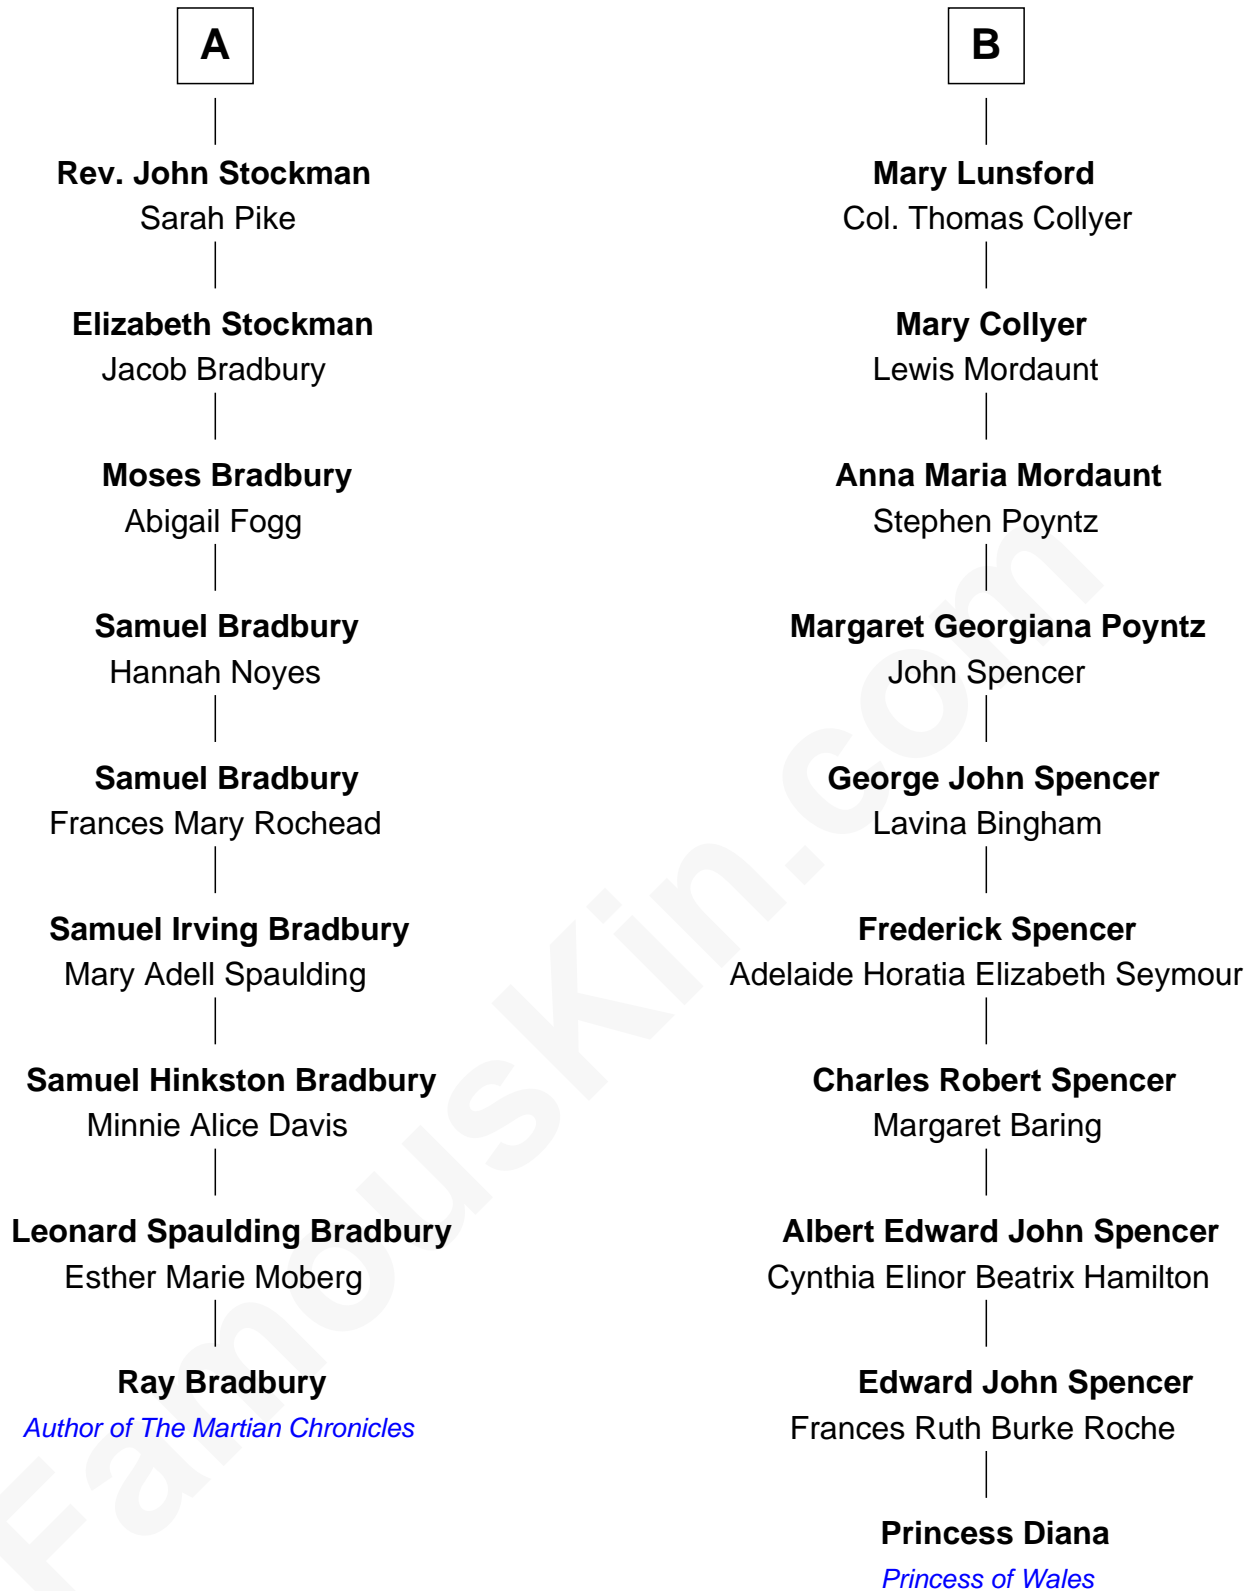 A
Rev. John Stockman
Sarah Pike
Elizabeth Stockman
Jacob Bradbury
Moses Bradbury
Abigail Fogg
Samuel Bradbury
Hannah Noyes
Samuel Bradbury
Frances Mary Rochead
Samuel Irving Bradbury
Mary Adell Spaulding
Samuel Hinkston Bradbury
Minnie Alice Davis
Leonard Spaulding Bradbury
Esther Marie Moberg
Ray Bradbury
Author of The Martian Chronicles
B
Mary Lunsford
Col. Thomas Collyer
Mary Collyer
Lewis Mordaunt
Anna Maria Mordaunt
Stephen Poyntz
Margaret Georgiana Poyntz
John Spencer
George John Spencer
Lavina Bingham
Frederick Spencer
Adelaide Horatia Elizabeth Seymour
Charles Robert Spencer
Margaret Baring
Albert Edward John Spencer
Cynthia Elinor Beatrix Hamilton
Edward John Spencer
Frances Ruth Burke Roche
Princess Diana
Princess of Wales
FamousKin.com